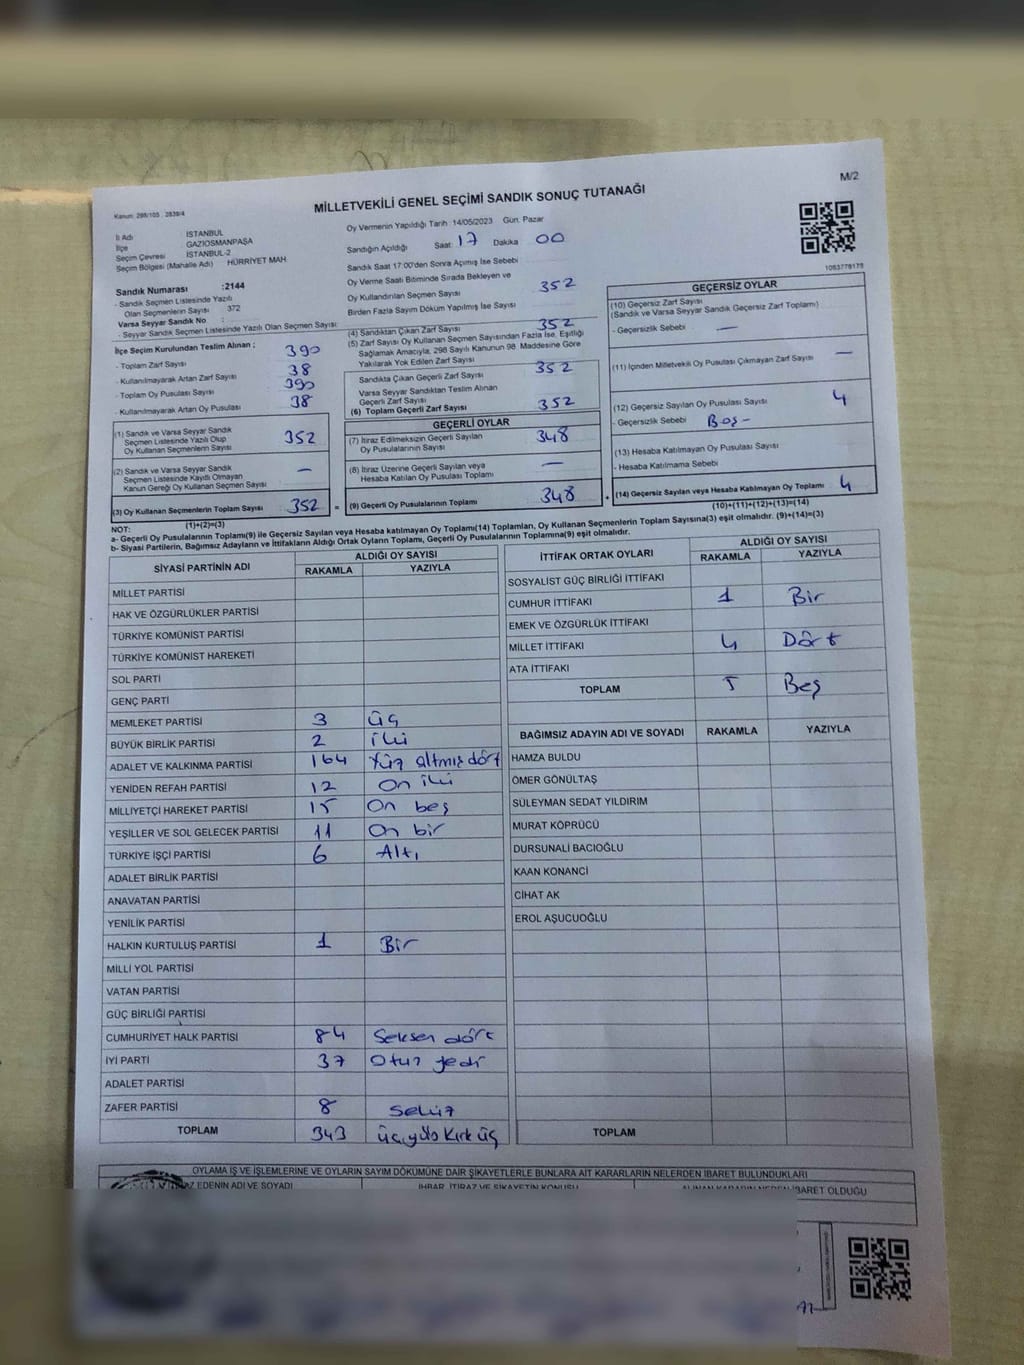 M/2
MİLLETVEKİLİ GENEL SEÇİMİ SANDIK SONUÇ TUTANAĞI
Kanun: 298/105 2839/4
İl Adı İSTANBUL
İlçe GAZİOSMANPAŞA
Seçim Çevresi İSTANBUL-2
Seçim Bölgesi (Mahalle Adı) HÜRRİYET MAH
Sandık Numarası :2144
- Sandık Seçmen Listesinde Yazılı
Olan Seçmenlerin Sayısı 372
Varsa Seyyar Sandık No :
- Seyyar Sandık Seçmen Listesinde Yazılı Olan Seçmen Sayısı:
İlçe Seçim Kurulundan Teslim Alınan :
- Toplam Zarf Sayısı 390
- Kullanılmayarak Artan Zarf Sayısı 38
- Toplam Oy Pusulası Sayısı 390
- Kullanılmayarak Artan Oy Pusulası 38
(1) Sandık ve Varsa Seyyar Sandık
Seçmen Listesinde Yazılı Olup
Oy Kullanan Seçmenlerin Sayısı 352
(2) Sandık ve Varsa Seyyar Sandık
Seçmen Listesinde Kayıtlı Olmayan
Kanun Gereği Oy Kullanan Seçmen Sayısı —
(3) Oy Kullanan Seçmenlerin Toplam Sayısı 352 =
(1)+(2)=(3)
Oy Vermenin Yapıldığı Tarih : 14/05/2023 Gün: Pazar
Sandığın Açıldığı Saat: 17 Dakika 00
Sandık Saat 17:00'den Sonra Açılmış İse Sebebi
Oy Verme Saati Bitiminde Sırada Bekleyen ve
Oy Kullandırılan Seçmen Sayısı 352
Birden Fazla Sayım Döküm Yapılmış İse Sayısı
(4) Sandıktan Çıkan Zarf Sayısı 352
(5) Zarf Sayısı Oy Kullanan Seçmen Sayısından Fazla İse, Eşitliği
Sağlamak Amacıyla, 298 Sayılı Kanunun 98. Maddesine Göre
Yakılarak Yok Edilen Zarf Sayısı
Sandıkta Çıkan Geçerli Zarf Sayısı 352
Varsa Seyyar Sandıktan Teslim Alınan
Geçerli Zarf Sayısı
(6) Toplam Geçerli Zarf Sayısı 352
GEÇERLİ OYLAR
(7) İtiraz Edilmeksizin Geçerli Sayılan
Oy Pusulalarının Sayısı 348
(8) İtiraz Üzerine Geçerli Sayılan veya
Hesaba Katılan Oy Pusulası Toplamı —
(9) Geçerli Oy Pusulalarının Toplamı 348 +
1083778179
GEÇERSİZ OYLAR
(10) Geçersiz Zarf Sayısı
(Sandık ve Varsa Seyyar Sandık Geçersiz Zarf Toplamı)
- Geçersizlik Sebebi —
(11) İçinden Milletvekili Oy Pusulası Çıkmayan Zarf Sayısı —
(12) Geçersiz Sayılan Oy Pusulası Sayısı 4
- Geçersizlik Sebebi Boş -
(13) Hesaba Katılmayan Oy Pusulası Sayısı
- Hesaba Katılmama Sebebi
(14) Geçersiz Sayılan veya Hesaba Katılmayan Oy Toplamı 4
(10)+(11)+(12)+(13)=(14)
NOT:
a- Geçerli Oy Pusulalarının Toplamı(9) ile Geçersiz Sayılan veya Hesaba katılmayan Oy Toplamı(14) Toplamları, Oy Kullanan Seçmenlerin Toplam Sayısına(3) eşit olmalıdır. (9)+(14)=(3)
b- Siyasi Partilerin, Bağımsız Adayların ve İttifakların Aldığı Ortak Oyların Toplamı, Geçerli Oy Pusulalarının Toplamına(9) eşit olmalıdır.
SİYASİ PARTİNİN ADI ALDIĞI OY SAYISI
RAKAMLA YAZIYLA
MİLLET PARTİSİ
HAK VE ÖZGÜRLÜKLER PARTİSİ
TÜRKİYE KOMÜNİST PARTİSİ
TÜRKİYE KOMÜNİST HAREKETİ
SOL PARTİ
GENÇ PARTİ
MEMLEKET PARTİSİ 3 üç
BÜYÜK BİRLİK PARTİSİ 2 iki
ADALET VE KALKINMA PARTİSİ 164 Yüz altmış dört
YENİDEN REFAH PARTİSİ 12 On iki
MİLLİYETÇİ HAREKET PARTİSİ 15 On beş
YEŞİLLER VE SOL GELECEK PARTİSİ 11 On bir
TÜRKİYE İŞÇİ PARTİSİ 6 Altı
ADALET BİRLİK PARTİSİ
ANAVATAN PARTİSİ
YENİLİK PARTİSİ
HALKIN KURTULUŞ PARTİSİ 1 Bir
MİLLİ YOL PARTİSİ
VATAN PARTİSİ
GÜÇ BİRLİĞİ PARTİSİ
CUMHURİYET HALK PARTİSİ 84 Seksen dört
İYİ PARTİ 37 Otuz yedi
ADALET PARTİSİ
ZAFER PARTİSİ 8 Sekiz
TOPLAM 343 üçyüz Kırk üç
İTTİFAK ORTAK OYLARI ALDIĞI OY SAYISI
RAKAMLA YAZIYLA
SOSYALİST GÜÇ BİRLİĞİ İTTİFAKI
CUMHUR İTTİFAKI 1 Bir
EMEK VE ÖZGÜRLÜK İTTİFAKI
MİLLET İTTİFAKI 4 Dört
ATA İTTİFAKI
TOPLAM 5 Beş
BAĞIMSIZ ADAYIN ADI VE SOYADI RAKAMLA YAZIYLA
HAMZA BULDU
ÖMER GÖNÜLTAŞ
SÜLEYMAN SEDAT YILDIRIM
MURAT KÖPRÜCÜ
DURSUNALİ BACIOĞLU
KAAN KONANCİ
CİHAT AK
EROL AŞUCUOĞLU
TOPLAM
OYLAMA İŞ VE İŞLEMLERİNE VE OYLARIN SAYIM DÖKÜMÜNE DAİR ŞİKAYETLERLE BUNLARA AİT KARARLARIN NELERDEN İBARET BULUNDUKLARI
EDENİN ADI VE SOYADI İHBAR, İTİRAZ VE ŞİKAYETİN KONUSU ALINAN KARARIN NEDEN İBARET OLDUĞU